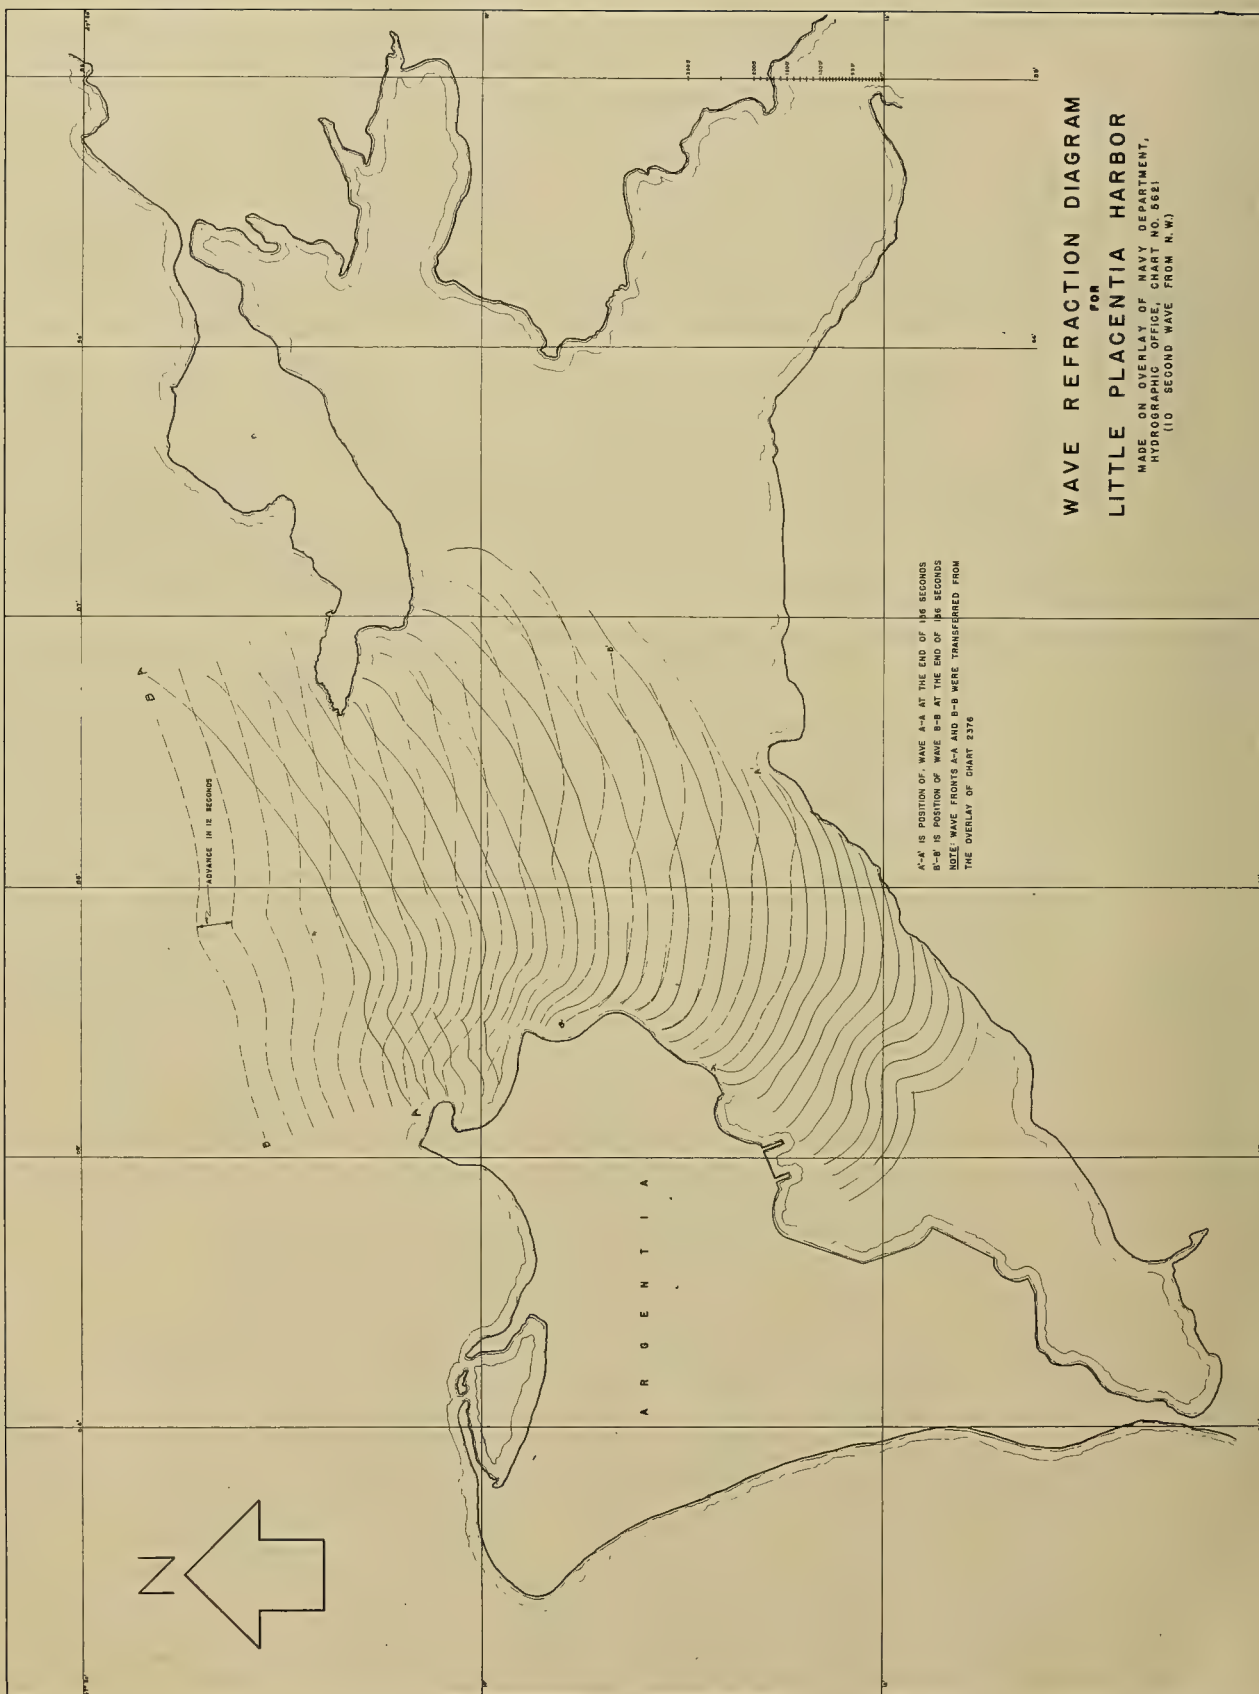 WAVE REFRACTION DIAGRAM
FOR
LITTLE PLACENTIA HARBOR
MADE ON OVERLAY OF NAVY DEPARTMENT,
HYDROGRAPHIC OFFICE, CHART NO. 5621
(10 SECOND WAVE FROM N.W.)
A'-A' IS POSITION OF WAVE A-A AT THE END OF 156 SECONDS
B'-B' IS POSITION OF WAVE B-B AT THE END OF 156 SECONDS
NOTE: WAVE FRONTS A-A AND B-B WERE TRANSFERRED FROM
THE OVERLAY OF CHART 2376
ADVANCE IN 12 SECONDS
ARGENTIA
N
A
B
A
B
A'
B'
A'
B'